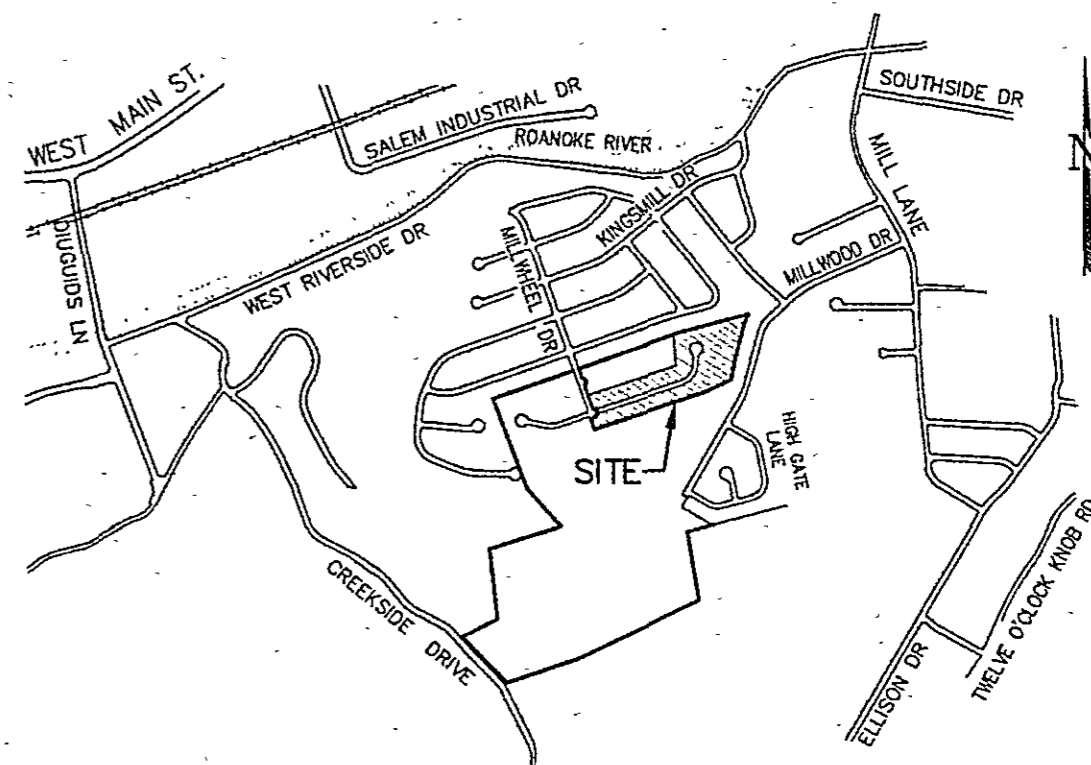 WEST MAIN ST.
SALEM INDUSTRIAL DR
SOUTHSIDE DR
ROANOKE RIVER
N
DIUGUIDS LN
WEST RIVERSIDE DR
MILLWHEEL DR
KINGSMILL DR
MILL LANE
MILLWOOD DR
HIGH GATE
LANE
SITE
CREEKSIDE DRIVE
ELLISON DR
TWELVE O'CLOCK KNOB RD